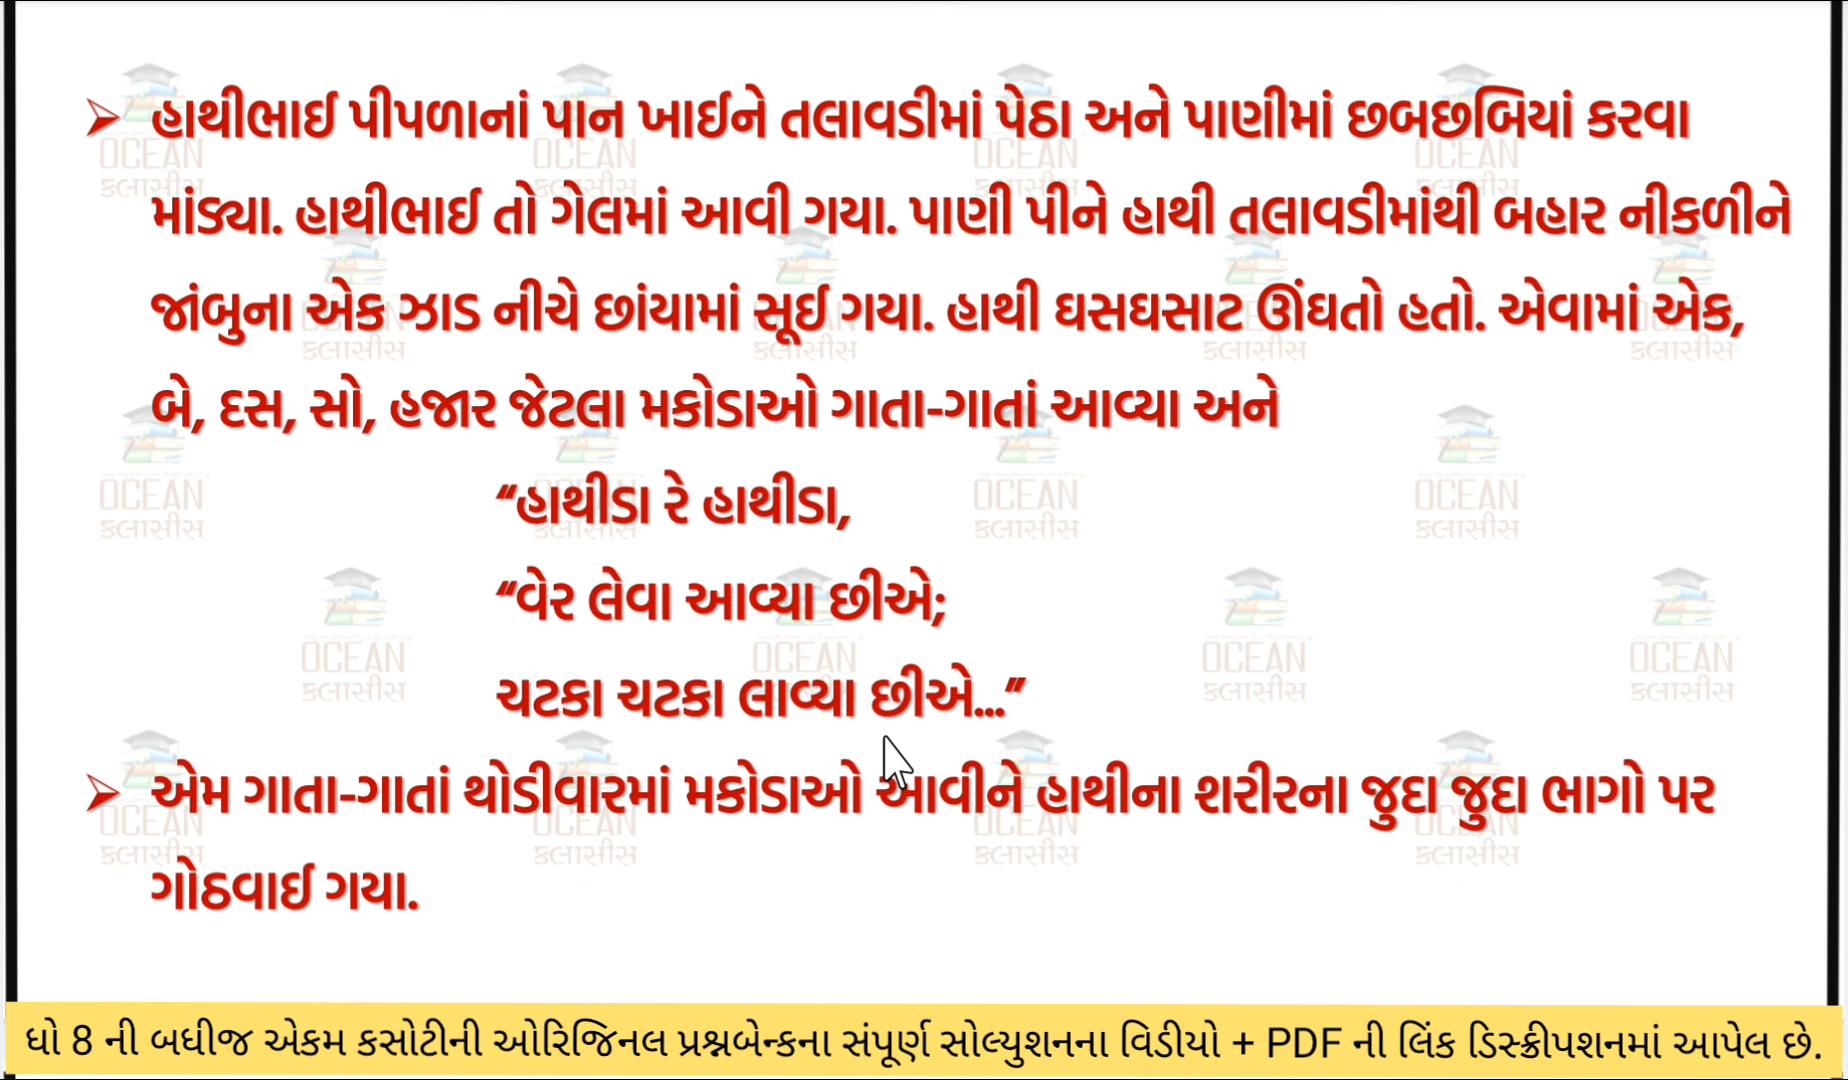 ➢ હાથીભાઈ પીપળાનાં પાન ખાઈને તલાવડીમાં પેઠા અને પાણીમાં છબછબિયાં કરવા
માંડ્યા. હાથીભાઈ તો ગેલમાં આવી ગયા. પાણી પીને હાથી તલાવડીમાંથી બહાર નીકળીને
જાંબુના એક ઝાડ નીચે છાંયામાં સૂઈ ગયા. હાથી ઘસઘસાટ ઊંઘતો હતો. એવામાં એક,
બે, દસ, સો, હજાર જેટલા મકોડાઓ ગાતા-ગાતાં આવ્યા અને
“હાથીડા રે હાથીડા,
“વેર લેવા આવ્યા છીએ;
ચટકા ચટકા લાવ્યા છીએ...”
➢ એમ ગાતા-ગાતાં થોડીવારમાં મકોડાઓ આવીને હાથીના શરીરના જુદા જુદા ભાગો પર
ગોઠવાઈ ગયા.
ધો 8 ની બધીજ એકમ કસોટીની ઓરિજિનલ પ્રશ્નબેન્કના સંપૂર્ણ સોલ્યુશનના વિડીયો + PDF ની લિંક ડિસ્ક્રીપશનમાં આપેલ છે.
OCEAN
કલાસીસ